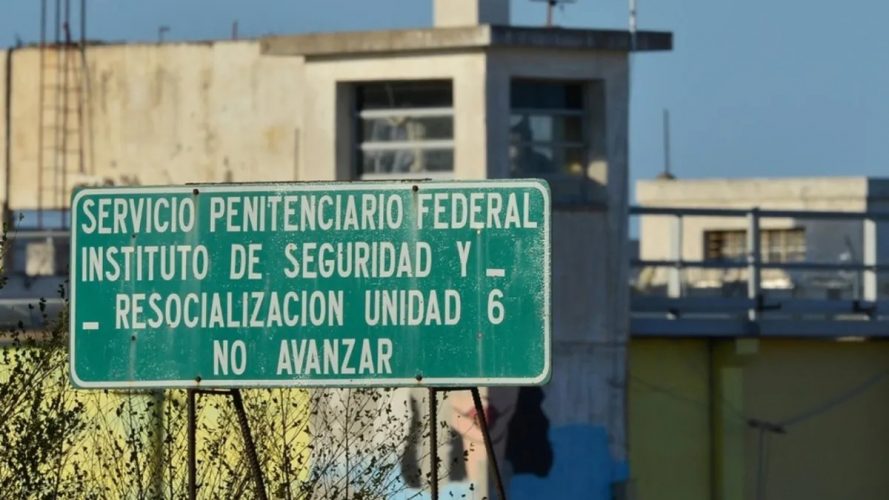 SERVICIO PENITENCIARIO FEDERAL
INSTITUTO DE SEGURIDAD Y _
_ RESOCIALIZACION UNIDAD 6
NO AVANZAR